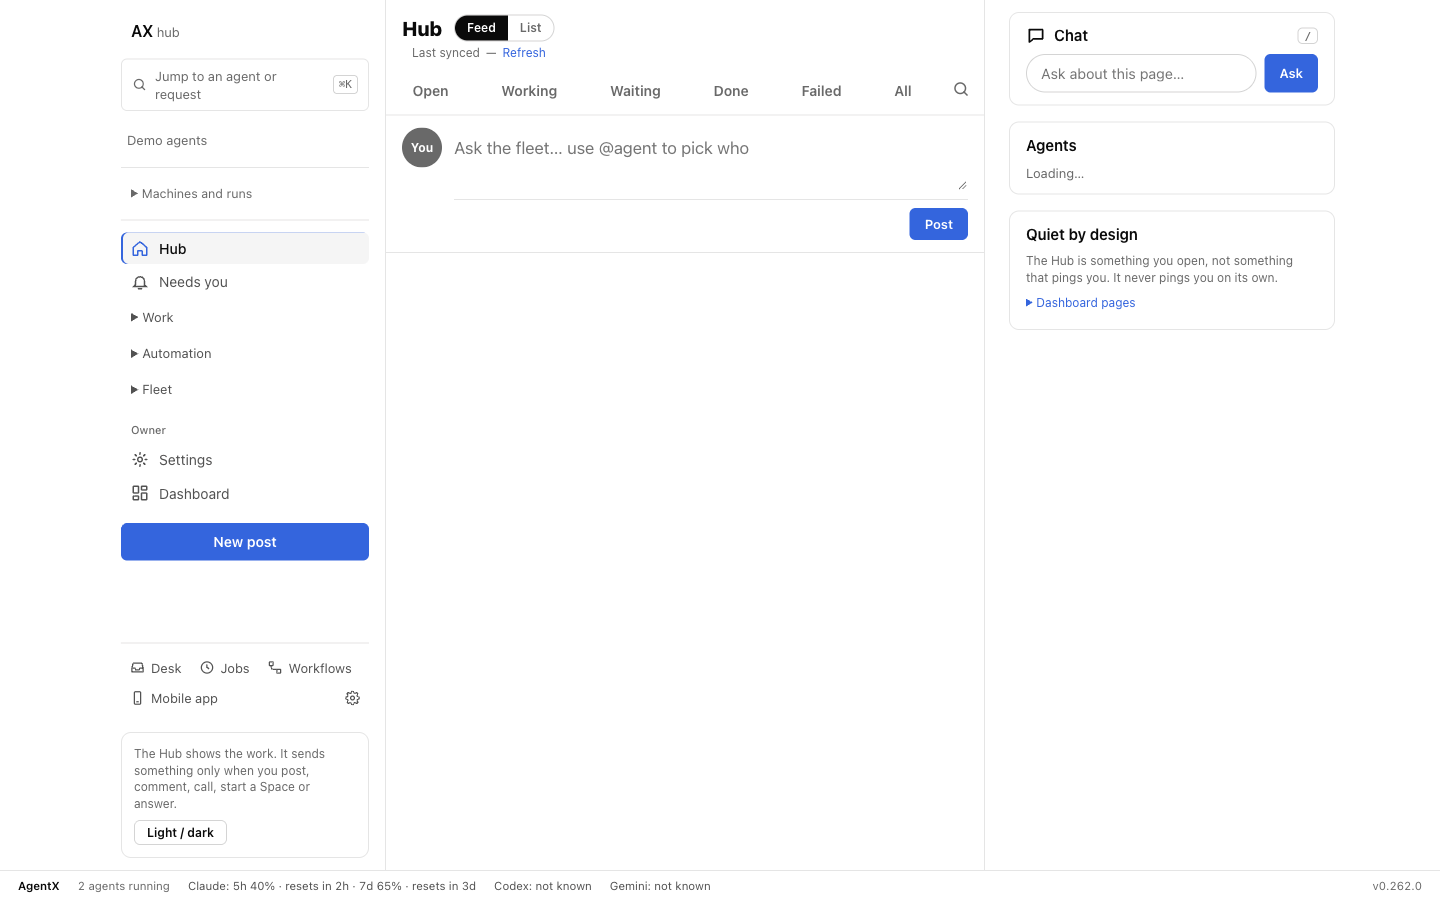 AX hub
Jump to an agent or
request
⌘K
Demo agents
Machines and runs
Hub
Needs you
Work
Automation
Fleet
Owner
Settings
Dashboard
New post
Desk
Jobs
Workflows
Mobile app
The Hub shows the work. It sends
something only when you post,
comment, call, start a Space or
answer.
Light / dark
Hub
Feed
List
Last synced — Refresh
Open
Working
Waiting
Done
Failed
All
You
Ask the fleet... use @agent to pick who
Post
Chat
/
Ask about this page...
Ask
Agents
Loading...
Quiet by design
The Hub is something you open, not something
that pings you. It never pings you on its own.
Dashboard pages
AgentX
2 agents running
Claude: 5h 40% · resets in 2h · 7d 65% · resets in 3d
Codex: not known
Gemini: not known
v0.262.0